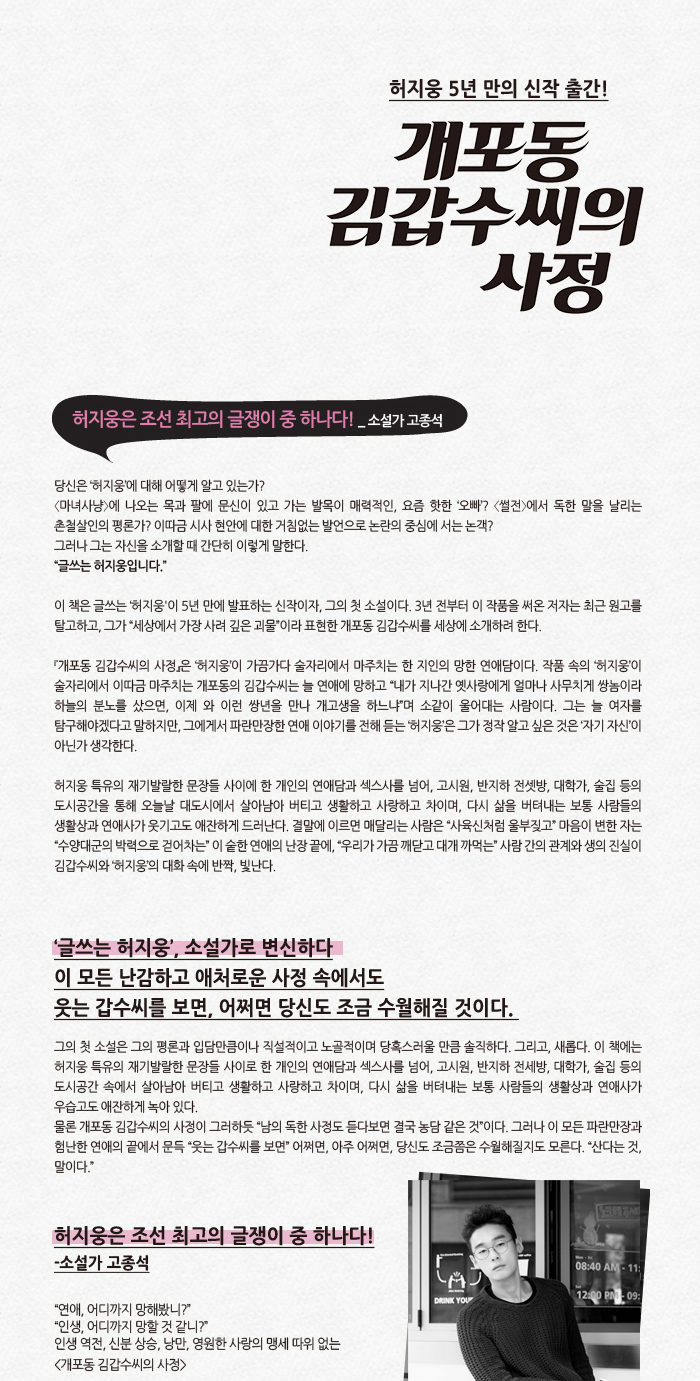 허지웅 5년 만의 신작 출간!
개포동
김갑수씨의
사정
허지웅은 조선 최고의 글쟁이 중 하나다! _ 소설가 고종석
당신은 ‘허지웅’에 대해 어떻게 알고 있는가?
〈마녀사냥〉에 나오는 목과 팔에 문신이 있고 가는 발목이 매력적인, 요즘 핫한 ‘오빠’? 〈썰전〉에서 독한 말을 날리는
촌철살인의 평론가? 이따금 시사 현안에 대한 거침없는 발언으로 논란의 중심에 서는 논객?
그러나 그는 자신을 소개할 때 간단히 이렇게 말한다.
“글쓰는 허지웅입니다.”
이 책은 글쓰는 ‘허지웅’이 5년 만에 발표하는 신작이자, 그의 첫 소설이다. 3년 전부터 이 작품을 써온 저자는 최근 원고를
탈고하고, 그가 “세상에서 가장 사려 깊은 괴물”이라 표현한 개포동 김갑수씨를 세상에 소개하려 한다.
『개포동 김갑수씨의 사정』은 ‘허지웅’이 가끔가다 술자리에서 마주치는 한 지인의 망한 연애담이다. 작품 속의 ‘허지웅’이
술자리에서 이따금 마주치는 개포동의 김갑수씨는 늘 연애에 망하고 “내가 지나간 옛사랑에게 얼마나 사무치게 쌍놈이라
하늘의 분노를 샀으면, 이제 와 이런 쌍년을 만나 개고생을 하느냐”며 소같이 울어대는 사람이다. 그는 늘 여자를
탐구해야겠다고 말하지만, 그에게서 파란만장한 연애 이야기를 전해 듣는 ‘허지웅’은 그가 정작 알고 싶은 것은 ‘자기 자신’이
아닌가 생각한다.
허지웅 특유의 재기발랄한 문장들 사이에 한 개인의 연애담과 섹스사를 넘어, 고시원, 반지하 전셋방, 대학가, 술집 등의
도시공간을 통해 오늘날 대도시에서 살아남아 버티고 생활하고 사랑하고 차이며, 다시 삶을 버텨내는 보통 사람들의
생활상과 연애사가 웃기고도 애잔하게 드러난다. 결말에 이르면 매달리는 사람은 “사육신처럼 울부짖고” 마음이 변한 자는
“수양대군의 박력으로 걷어차는” 이 숱한 연애의 난장 끝에, “우리가 가끔 깨닫고 대개 까먹는” 사람 간의 관계와 생의 진실이
김갑수씨와 ‘허지웅’의 대화 속에 반짝, 빛난다.
‘글쓰는 허지웅’, 소설가로 변신하다
이 모든 난감하고 애처로운 사정 속에서도
웃는 갑수씨를 보면, 어쩌면 당신도 조금 수월해질 것이다.
그의 첫 소설은 그의 평론과 입담만큼이나 직설적이고 노골적이며 당혹스러울 만큼 솔직하다. 그리고, 새롭다. 이 책에는
허지웅 특유의 재기발랄한 문장들 사이로 한 개인의 연애담과 섹스사를 넘어, 고시원, 반지하 전세방, 대학가, 술집 등의
도시공간 속에서 살아남아 버티고 생활하고 사랑하고 차이며, 다시 삶을 버텨내는 보통 사람들의 생활상과 연애사가
우습고도 애잔하게 녹아 있다.
물론 개포동 김갑수씨의 사정이 그러하듯 “남의 독한 사정도 듣다보면 결국 농담 같은 것”이다. 그러나 이 모든 파란만장과
험난한 연애의 끝에서 문득 “웃는 갑수씨를 보면” 어쩌면, 아주 어쩌면, 당신도 조금쯤은 수월해질지도 모른다. “산다는 것,
말이다.”
허지웅은 조선 최고의 글쟁이 중 하나다!
-소설가 고종석
“연애, 어디까지 망해봤니?”
“인생, 어디까지 망할 것 같니?”
인생 역전, 신분 상승, 낭만, 영원한 사랑의 맹세 따위 없는
〈개포동 김갑수씨의 사정〉
DRINK YOU
08:40 AM - 11:
12:00 PM - 09: